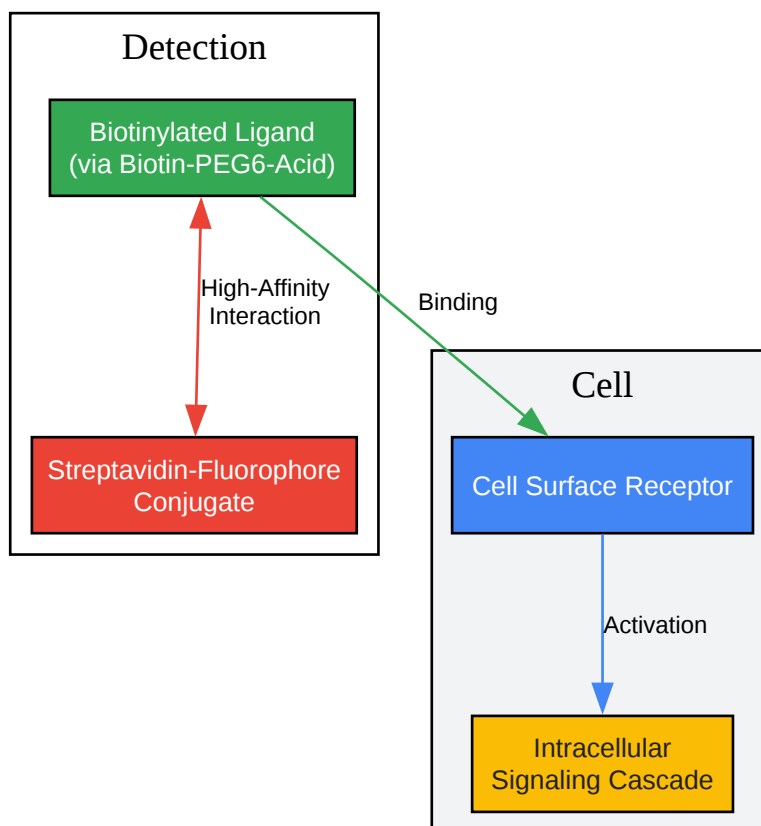 Detection
Biotinylated Ligand
(via Biotin-PEG6-Acid)
High-Affinity
Interaction
Binding
Streptavidin-Fluorophore
Conjugate
Cell
Cell Surface Receptor
Activation
Intracellular
Signaling Cascade